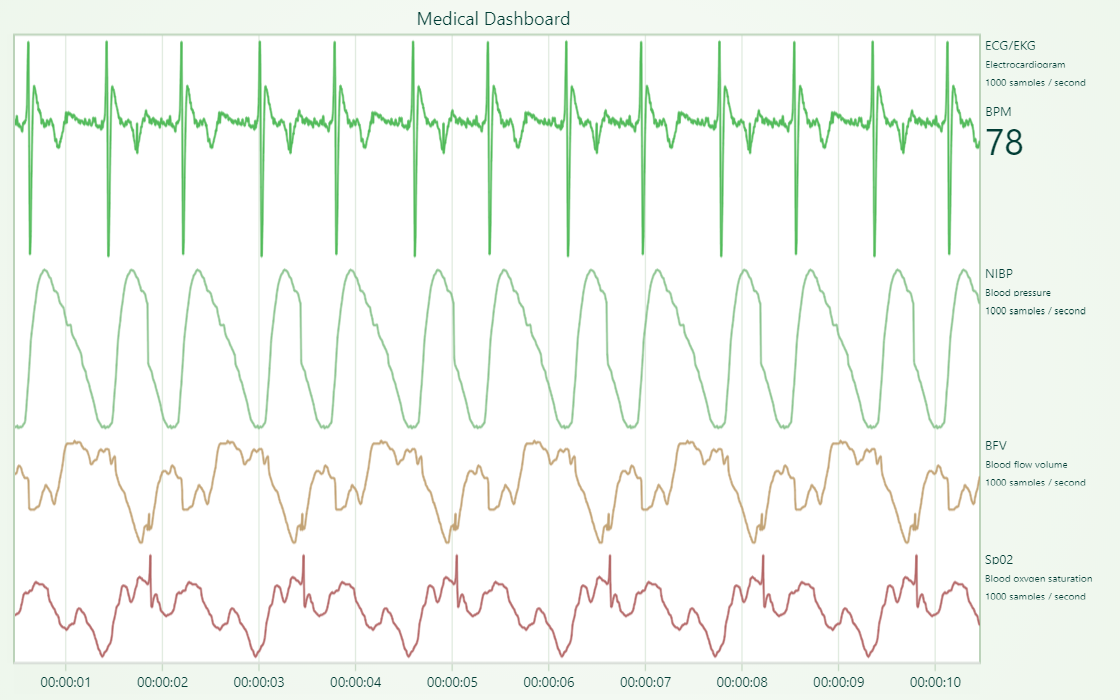 Medical Dashboard
ECG/EKG
Electrocardiogram
1000 samples / second
BPM
78
NIBP
Blood pressure
1000 samples / second
BFV
Blood flow volume
1000 samples / second
Sp02
Blood oxygen saturation
1000 samples / second
00:00:01 00:00:02 00:00:03 00:00:04 00:00:05 00:00:06 00:00:07 00:00:08 00:00:09 00:00:10